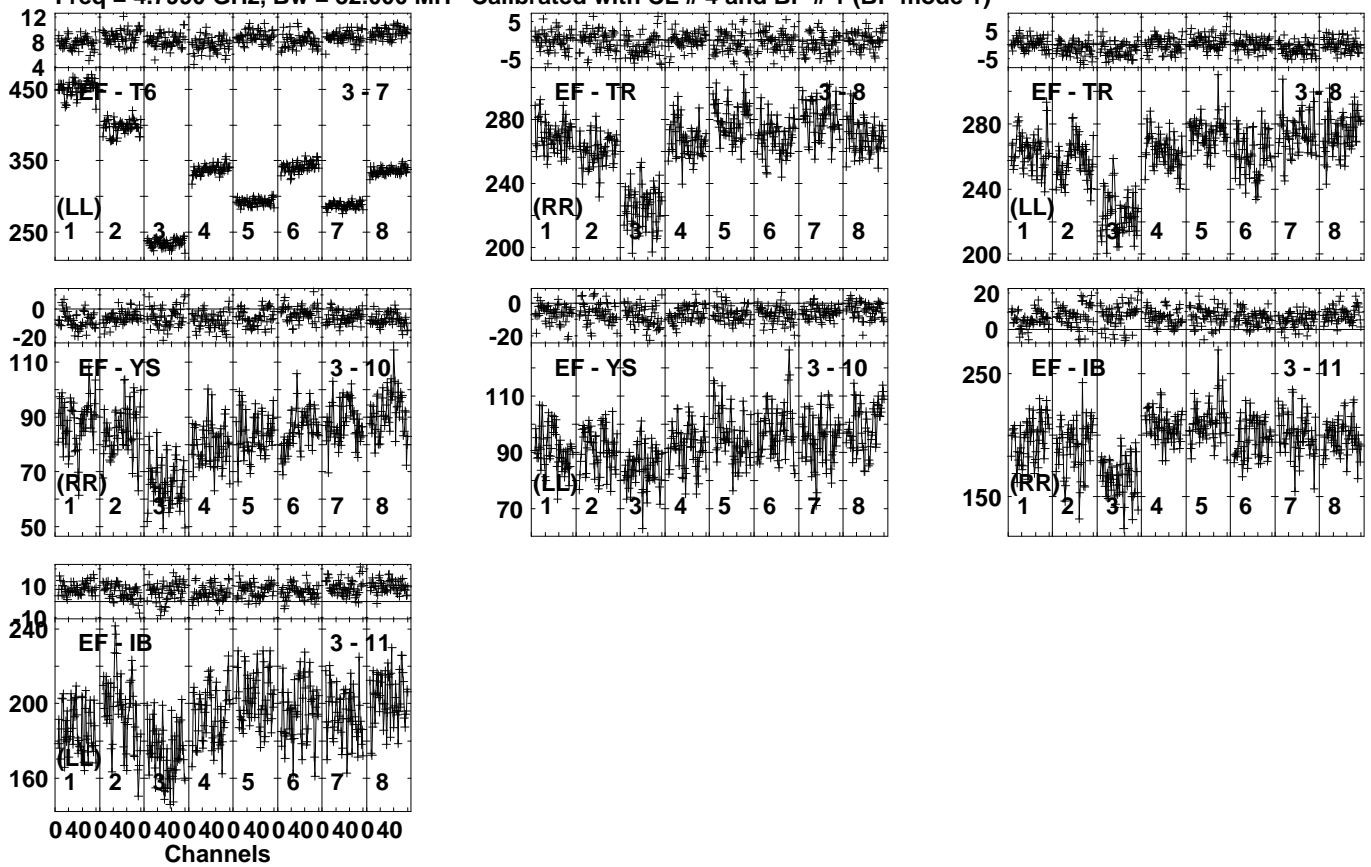 Calibrated with CL # 4 and BP # 1 (BP mode 1)
12
8
4
450
350
250
EF - T6
3 - 7
(LL)
1 2 3 4 5 6 7 8
5
-5
280
240
200
EF - TR
3 - 8
(RR)
1 2 3 4 5 6 7 8
5
-5
280
240
200
EF - TR
3 - 8
(LL)
1 2 3 4 5 6 7 8
0
-20
110
90
70
50
EF - YS
3 - 10
(RR)
1 2 3 4 5 6 7 8
0
-20
110
90
70
EF - YS
3 - 10
(LL)
1 2 3 4 5 6 7 8
20
0
250
150
EF - IB
3 - 11
(RR)
1 2 3 4 5 6 7 8
10
-10
240
200
160
EF - IB
3 - 11
(LL)
1 2 3 4 5 6 7 8
0 40 0 40 0 40 0 40 0 40 0 40 0 40 0 40
Channels